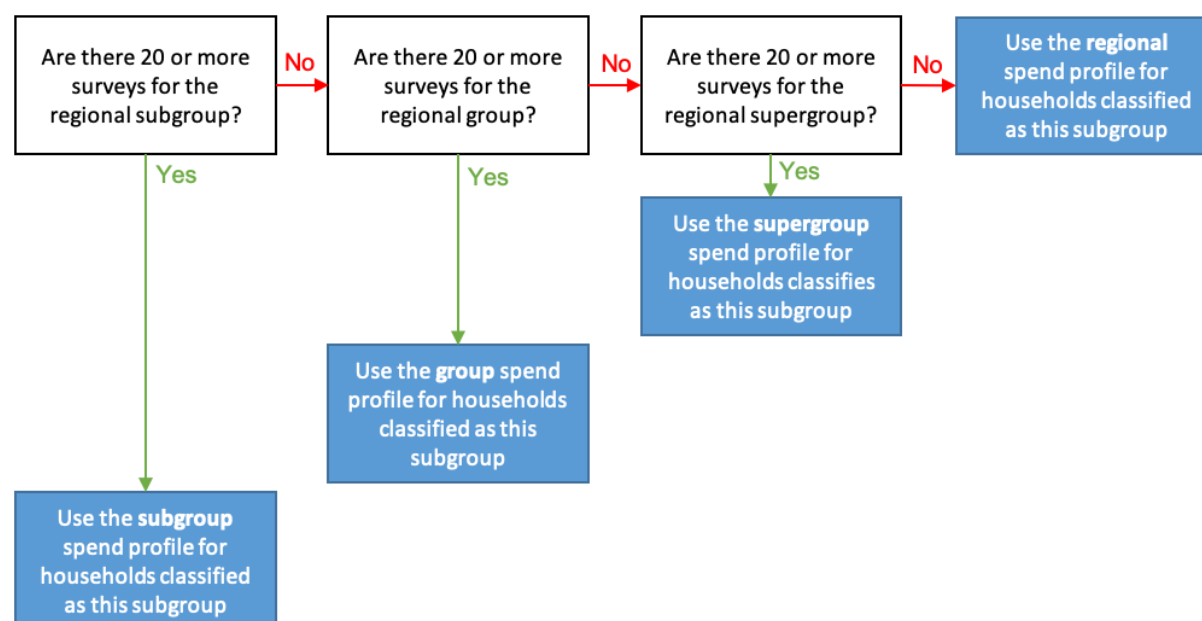 Are there 20 or more
surveys for the
regional subgroup?
No
Are there 20 or more
surveys for the
regional group?
No
Are there 20 or more
surveys for the
regional supergroup?
No
Use the regional
spend profile for
households classified
as this subgroup
Yes
Yes
Yes
Use the supergroup
spend profile for
households classifies
as this subgroup
Use the group spend
profile for households
classified as this
subgroup
Use the subgroup
spend profile for
households classified
as this subgroup